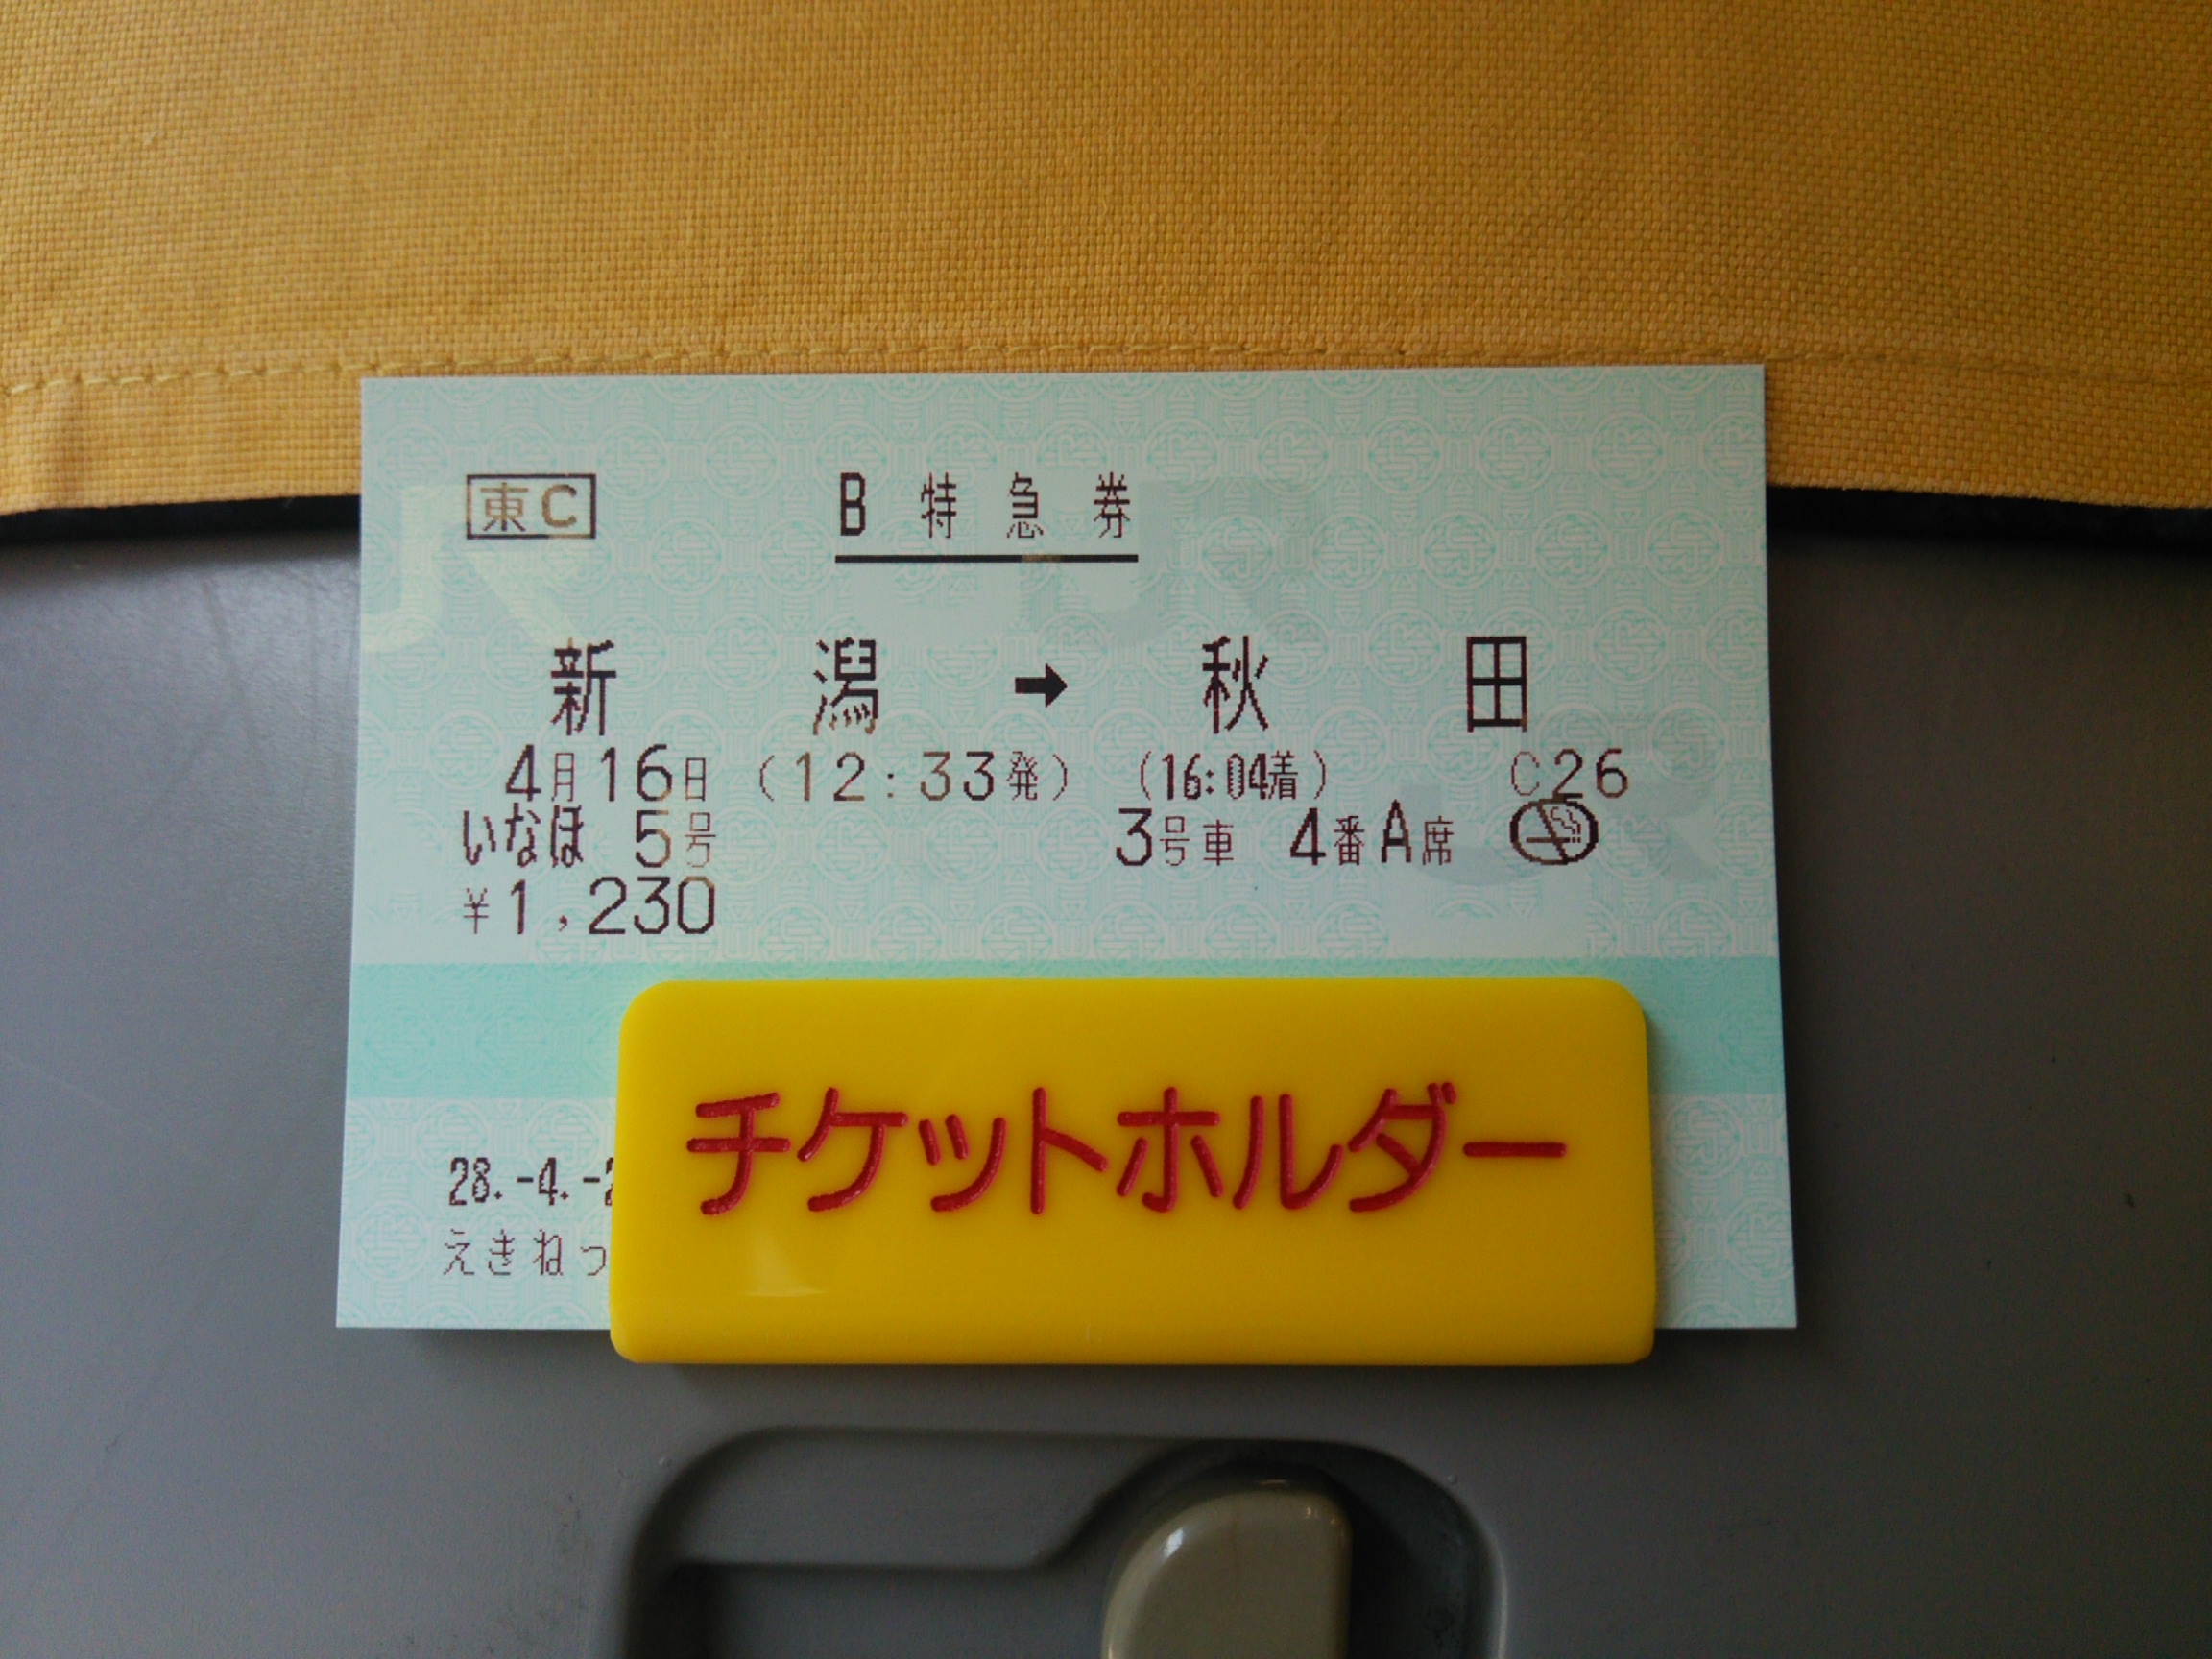 東C B特急券
新潟➡秋田
4月16日 (12:33発) (16:04着) C26
いなほ 5号 3号車 4番A席
¥1,230
28.-4.-2
えきねっ
チケットホルダー